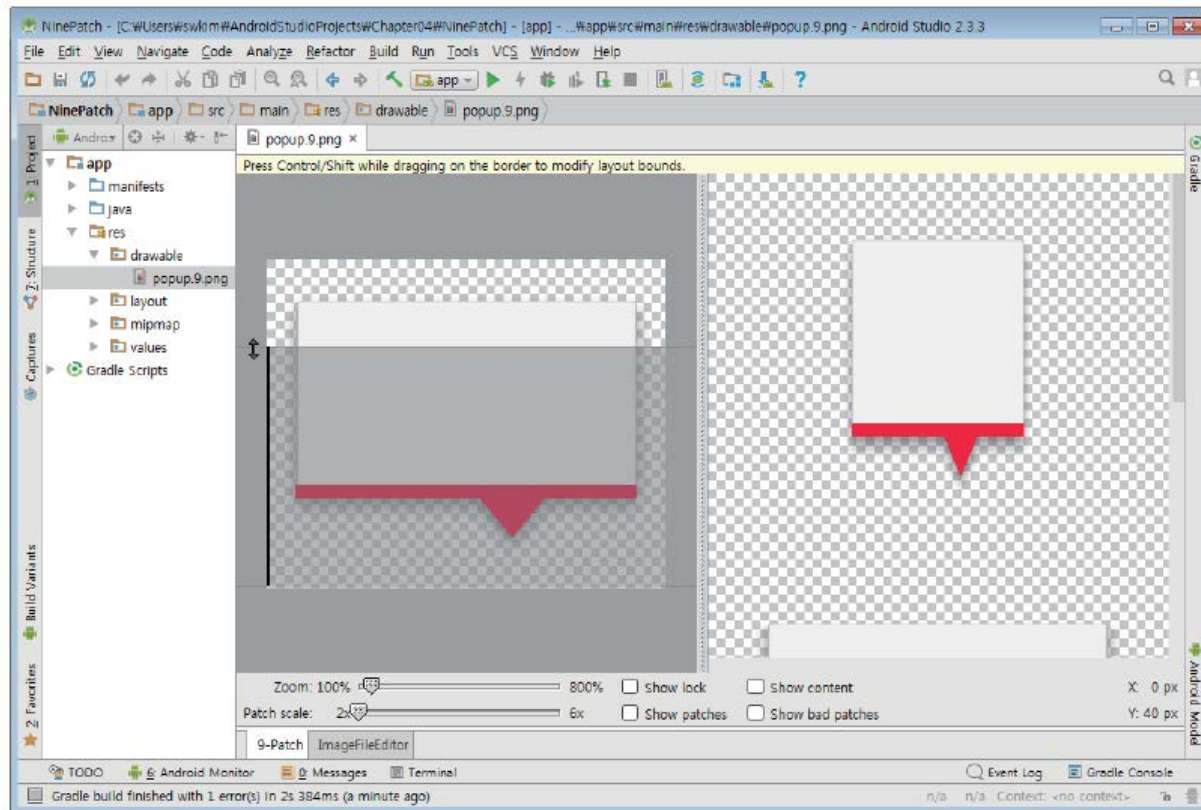 NinePatch - [C:₩Users₩swkim₩AndroidStudioProjects₩Chapter04₩NinePatch] - [app] - ...₩app₩src₩main₩res₩drawable₩popup.9.png - Android Studio 2.3.3
File Edit View Navigate Code Analyze Refactor Build Run Tools VCS Window Help
app
NinePatch app src main res drawable popup.9.png
1: Project
7: Structure
Captures
Build Variants
2: Favorites
app
manifests
java
res
drawable
popup.9.png
layout
mipmap
values
Gradle Scripts
popup.9.png
Press Control/Shift while dragging on the border to modify layout bounds.
Zoom: 100% 800% Show lock Show content X: 0 px
Patch scale: 2x 6x Show patches Show bad patches Y: 40 px
9-Patch ImageFileEditor
Gradle
Android Model
TODO 6: Android Monitor 0: Messages Terminal Event Log Gradle Console
Gradle build finished with 1 error(s) in 2s 384ms (a minute ago) n/a n/a Context: <no context>